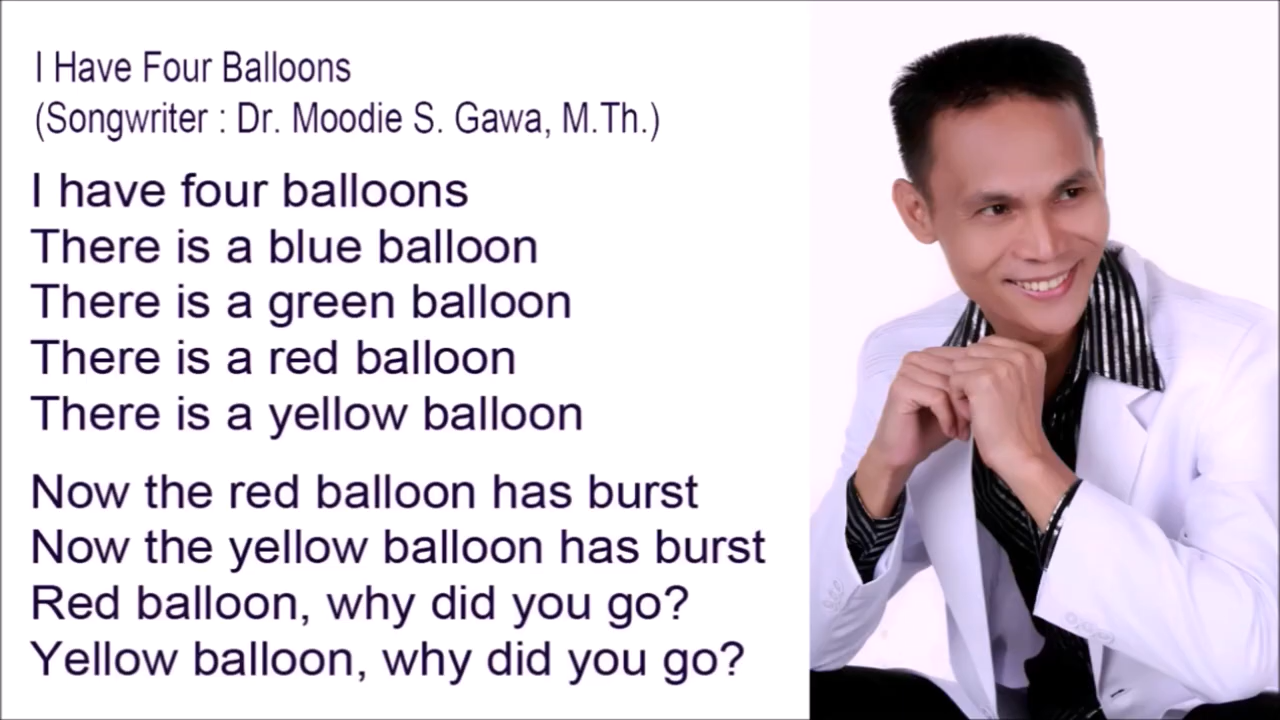 I Have Four Balloons
(Songwriter : Dr. Moodie S. Gawa, M.Th.)
I have four balloons
There is a blue balloon
There is a green balloon
There is a red balloon
There is a yellow balloon
Now the red balloon has burst
Now the yellow balloon has burst
Red balloon, why did you go?
Yellow balloon, why did you go?